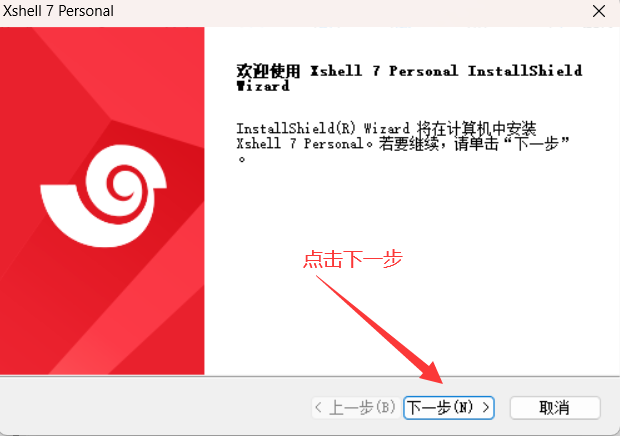 Xshell 7 Personal
欢迎使用 Xshell 7 Personal InstallShield
Wizard
InstallShield(R) Wizard 将在计算机中安装
Xshell 7 Personal。若要继续，请单击“下一步”
。
点击下一步
< 上一步(B)
下一步(N) >
取消